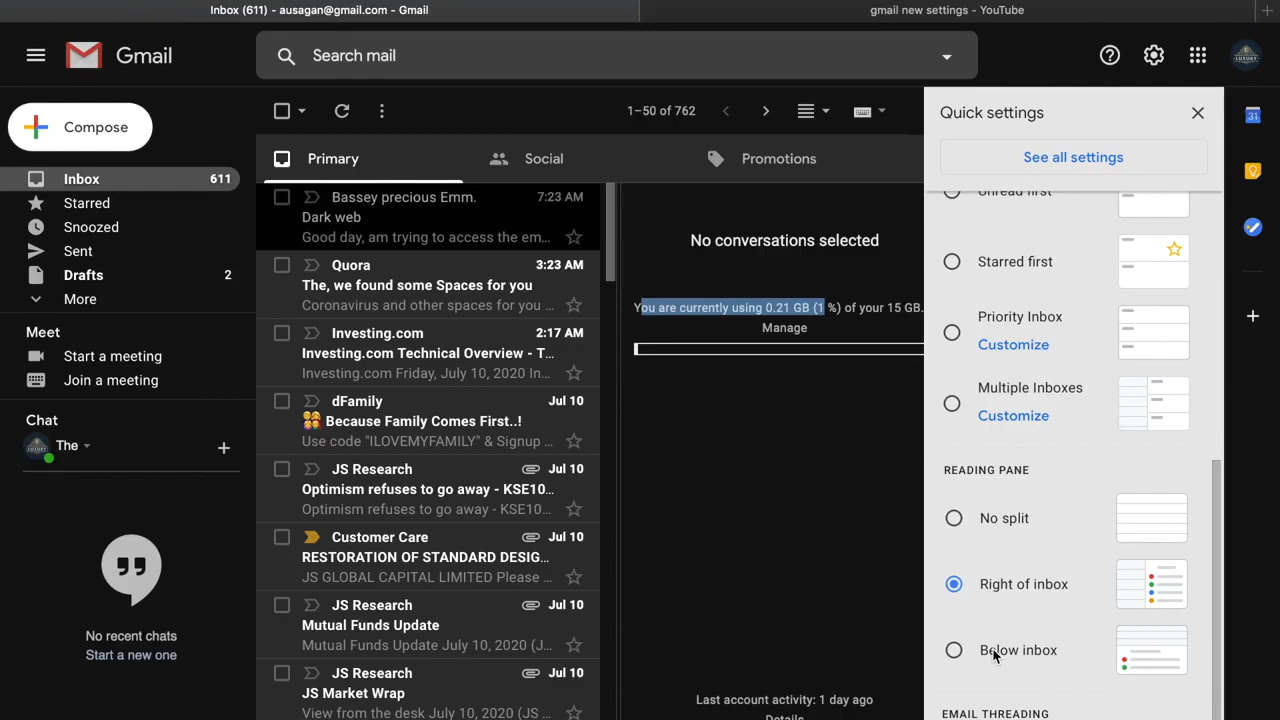 Inbox (611) - ausagan@gmail.com - Gmail
gmail new settings - YouTube
Gmail
Search mail
Compose
Inbox 611
Starred
Snoozed
Sent
Drafts 2
More
Meet
Start a meeting
Join a meeting
Chat
The
No recent chats
Start a new one
1–50 of 762
Primary
Social
Promotions
Bassey precious Emm. 7:23 AM
Dark web
Good day, am trying to access the em...
Quora 3:23 AM
The, we found some Spaces for you
Coronavirus and other spaces for you ...
Investing.com 2:17 AM
Investing.com Technical Overview - T...
Investing.com Friday, July 10, 2020 In...
dFamily Jul 10
👨‍👩‍👧‍👦 Because Family Comes First..!
Use code "ILOVEMYFAMILY" & Signup ...
JS Research Jul 10
Optimism refuses to go away - KSE10...
Optimism refuses to go away - KSE10...
Customer Care Jul 10
RESTORATION OF STANDARD DESIG...
JS GLOBAL CAPITAL LIMITED Please ...
JS Research Jul 10
Mutual Funds Update
Mutual Funds Update July 10, 2020 (J...
JS Research Jul 10
JS Market Wrap
View from the desk July 10, 2020 (JS ...
No conversations selected
You are currently using 0.21 GB (1 %) of your 15 GB.
Manage
Last account activity: 1 day ago
Details
Quick settings
See all settings
Unread first
Starred first
Priority Inbox
Customize
Multiple Inboxes
Customize
READING PANE
No split
Right of inbox
Below inbox
EMAIL THREADING
31